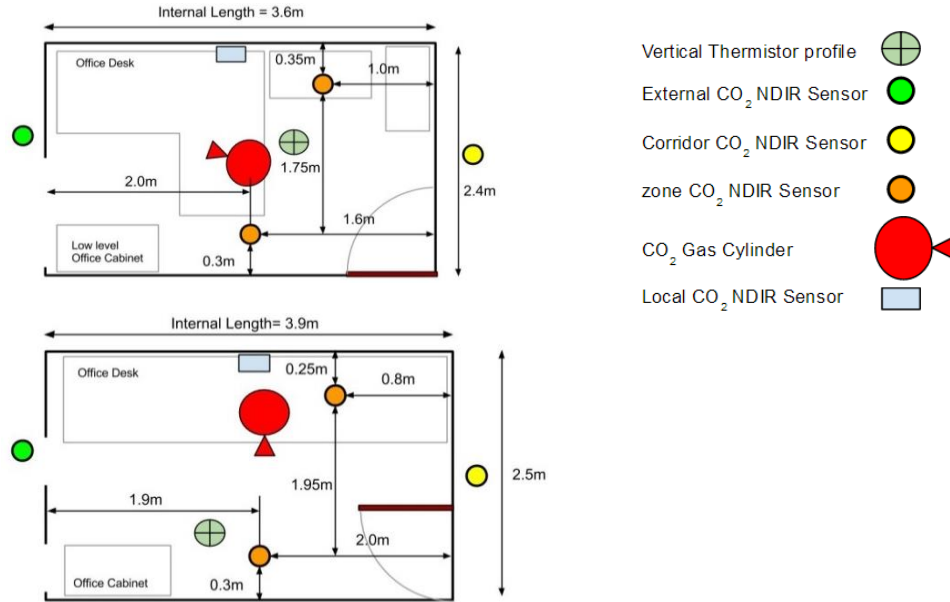 Internal Length = 3.6m
Office Desk
0.35m
1.0m
1.75m
2.4m
2.0m
1.6m
Low level
Office Cabinet
0.3m
Internal Length= 3.9m
Office Desk
0.25m
0.8m
1.95m
2.5m
1.9m
2.0m
Office Cabinet
0.3m
Vertical Thermistor profile
External CO2 NDIR Sensor
Corridor CO2 NDIR Sensor
zone CO2 NDIR Sensor
CO2 Gas Cylinder
Local CO2 NDIR Sensor